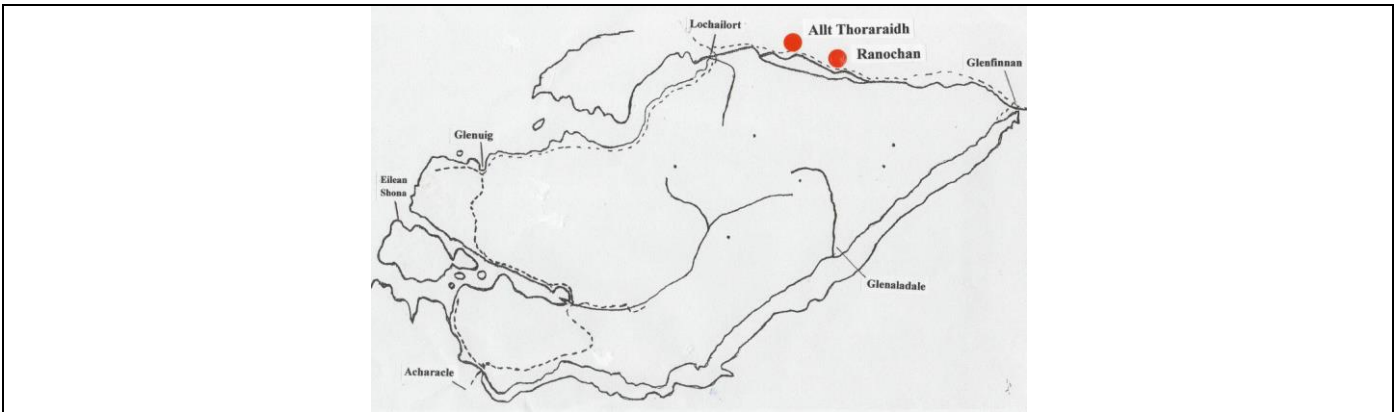 Lochailort
Allt Thoraraidh
Ranochan
Glenfinnan
Glenuig
Eilean
Shona
Glenaladale
Acharacle